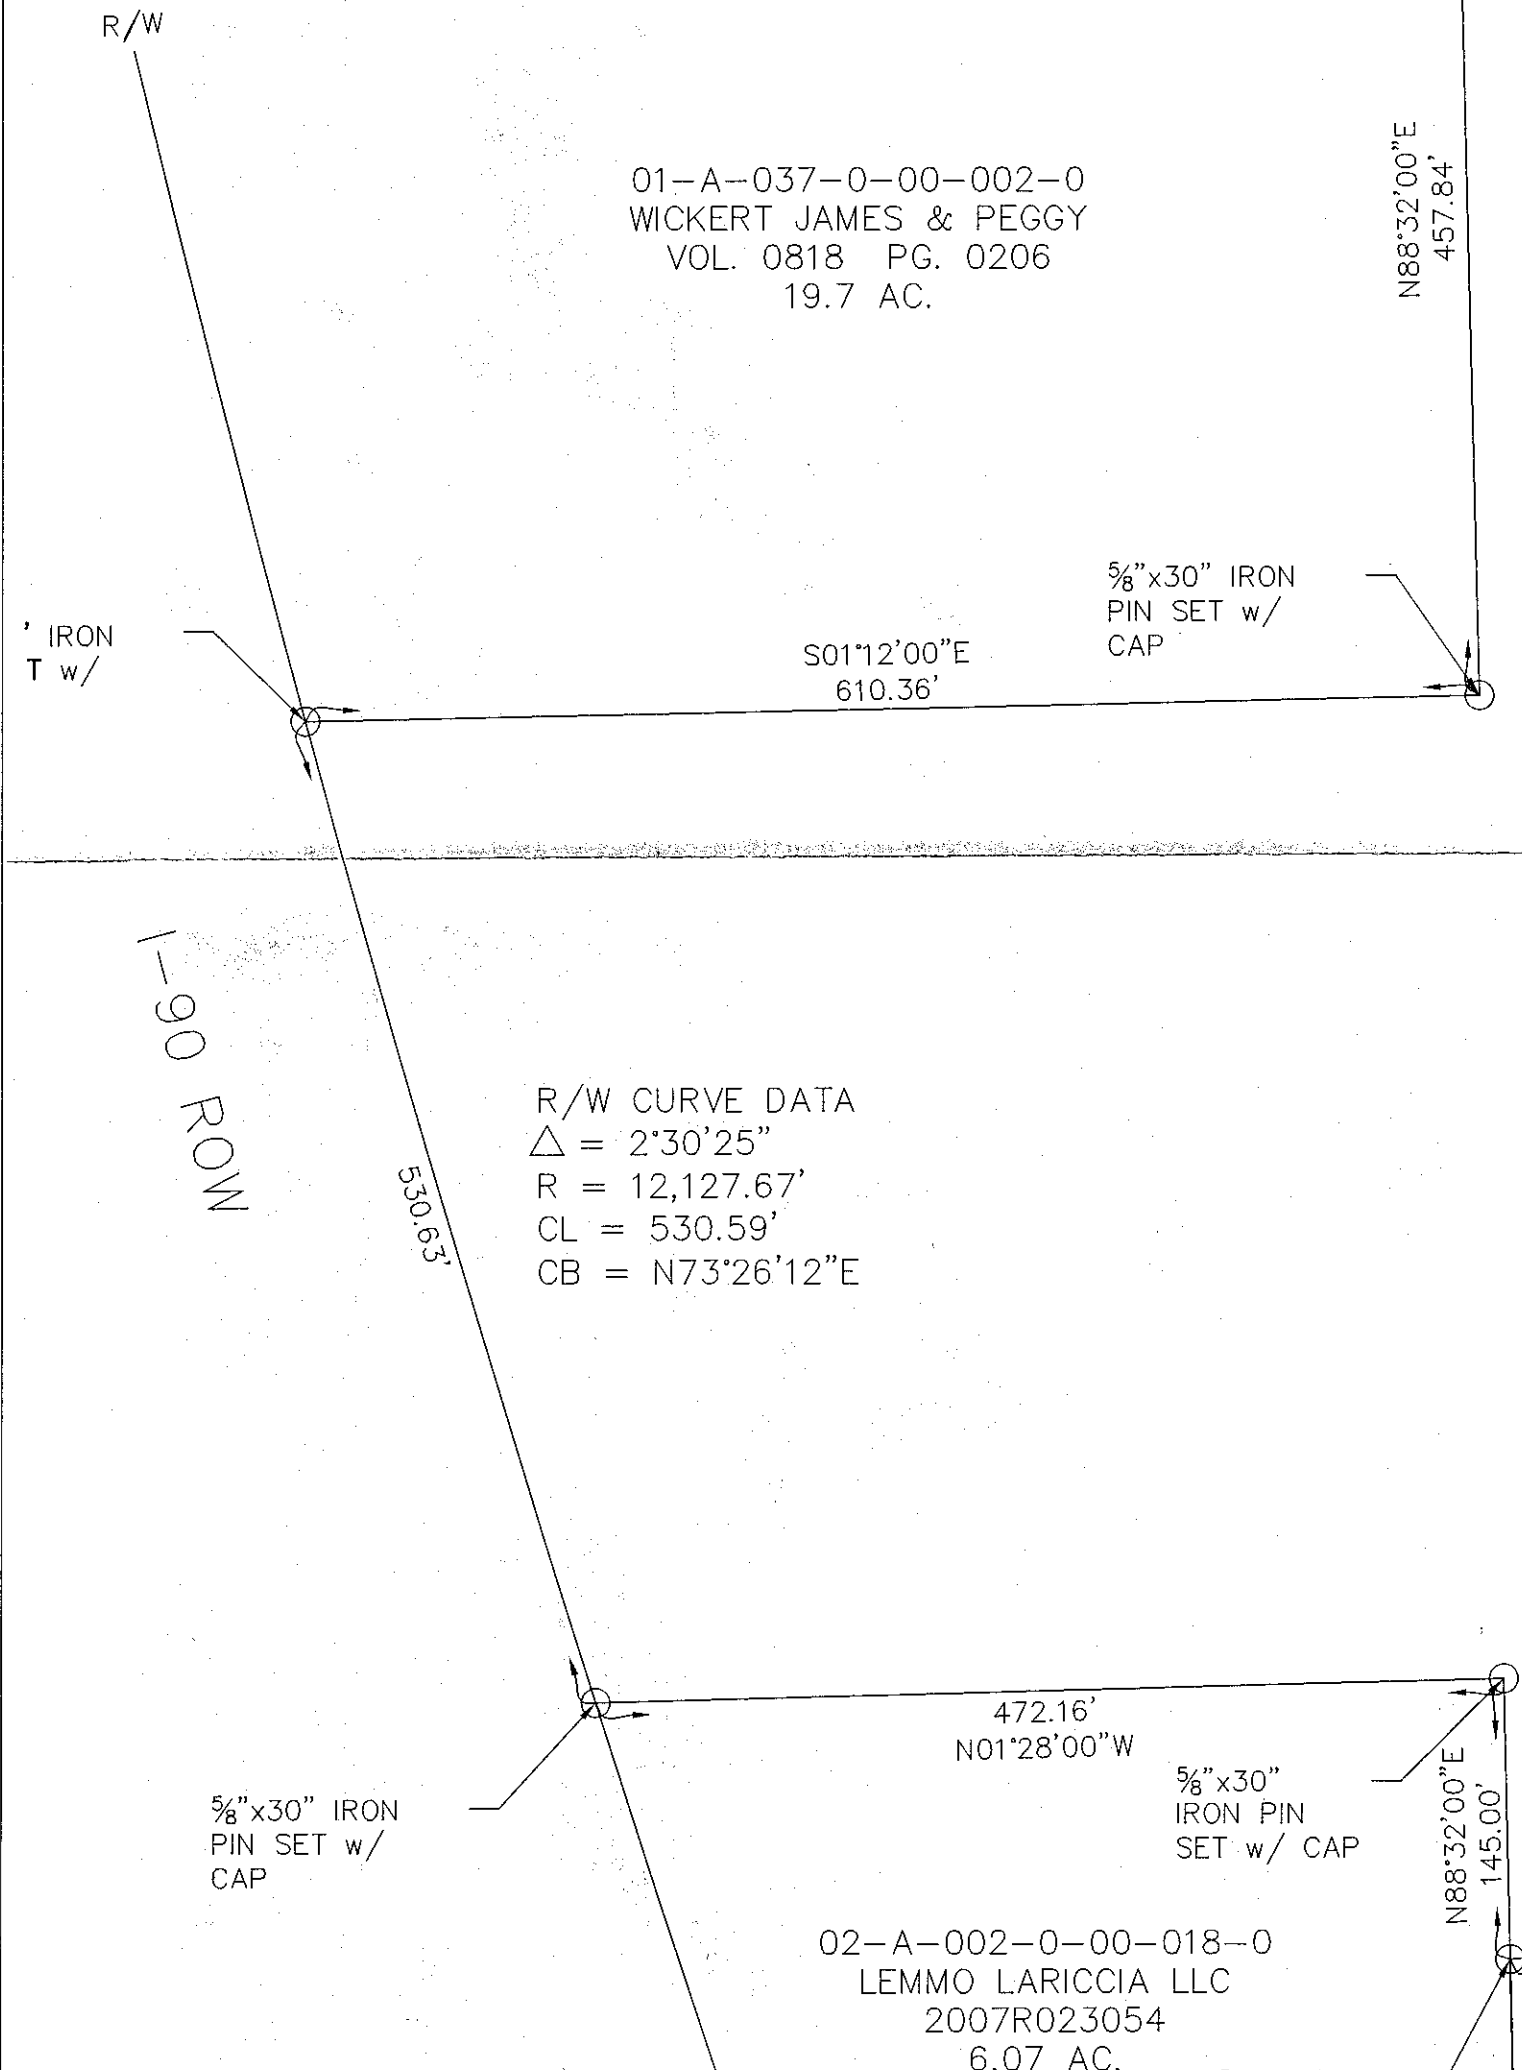 R/W
01-A-037-0-00-002-0
WICKERT JAMES & PEGGY
VOL. 0818 PG. 0206
19.7 AC.
N88°32'00"E
457.84'
' IRON
T w/
⅝"x30" IRON
PIN SET w/
CAP
S01°12'00"E
610.36'
I-90 ROW
530.63'
R/W CURVE DATA
△ = 2°30'25"
R = 12,127.67'
CL = 530.59'
CB = N73°26'12"E
472.16'
N01°28'00"W
⅝"x30" IRON
PIN SET w/
CAP
⅝"x30"
IRON PIN
SET w/ CAP
N88°32'00"E
145.00'
02-A-002-0-00-018-0
LEMMO LARICCIA LLC
2007R023054
6.07 AC.